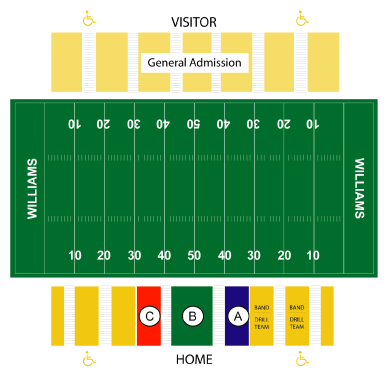 VISITOR
General Admission
10 20 30 40 50 40 30 20 10
WILLIAMS
WILLIAMS
10 20 30 40 50 40 30 20 10
C
B
A
BAND
DRILL
TEAM
BAND
DRILL
TEAM
HOME